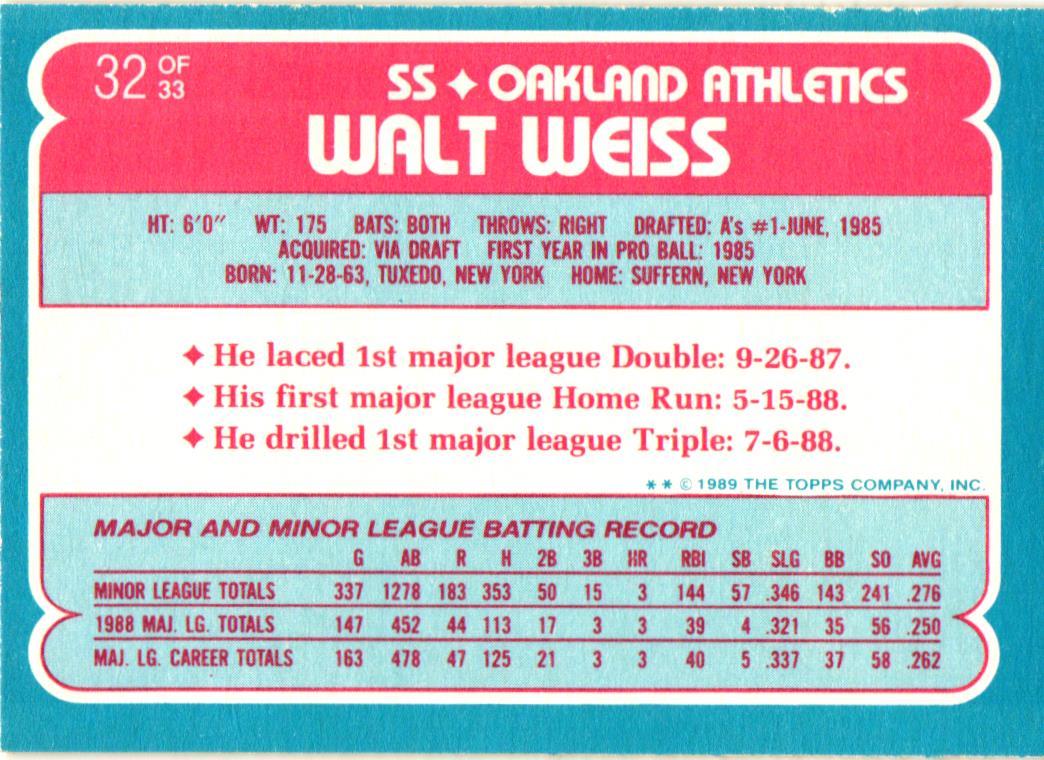 32 OF 33
SS ✦ OAKLAND ATHLETICS
WALT WEISS
HT: 6'0" WT: 175 BATS: BOTH THROWS: RIGHT DRAFTED: A's #1-JUNE, 1985
ACQUIRED: VIA DRAFT FIRST YEAR IN PRO BALL: 1985
BORN: 11-28-63, TUXEDO, NEW YORK HOME: SUFFERN, NEW YORK
✦ He laced 1st major league Double: 9-26-87.
✦ His first major league Home Run: 5-15-88.
✦ He drilled 1st major league Triple: 7-6-88.
** © 1989 THE TOPPS COMPANY, INC.
MAJOR AND MINOR LEAGUE BATTING RECORD
G AB R H 2B 3B HR RBI SB SLG BB SO AVG
MINOR LEAGUE TOTALS 337 1278 183 353 50 15 3 144 57 .346 143 241 .276
1988 MAJ. LG. TOTALS 147 452 44 113 17 3 3 39 4 .321 35 56 .250
MAJ. LG. CAREER TOTALS 163 478 47 125 21 3 3 40 5 .337 37 58 .262